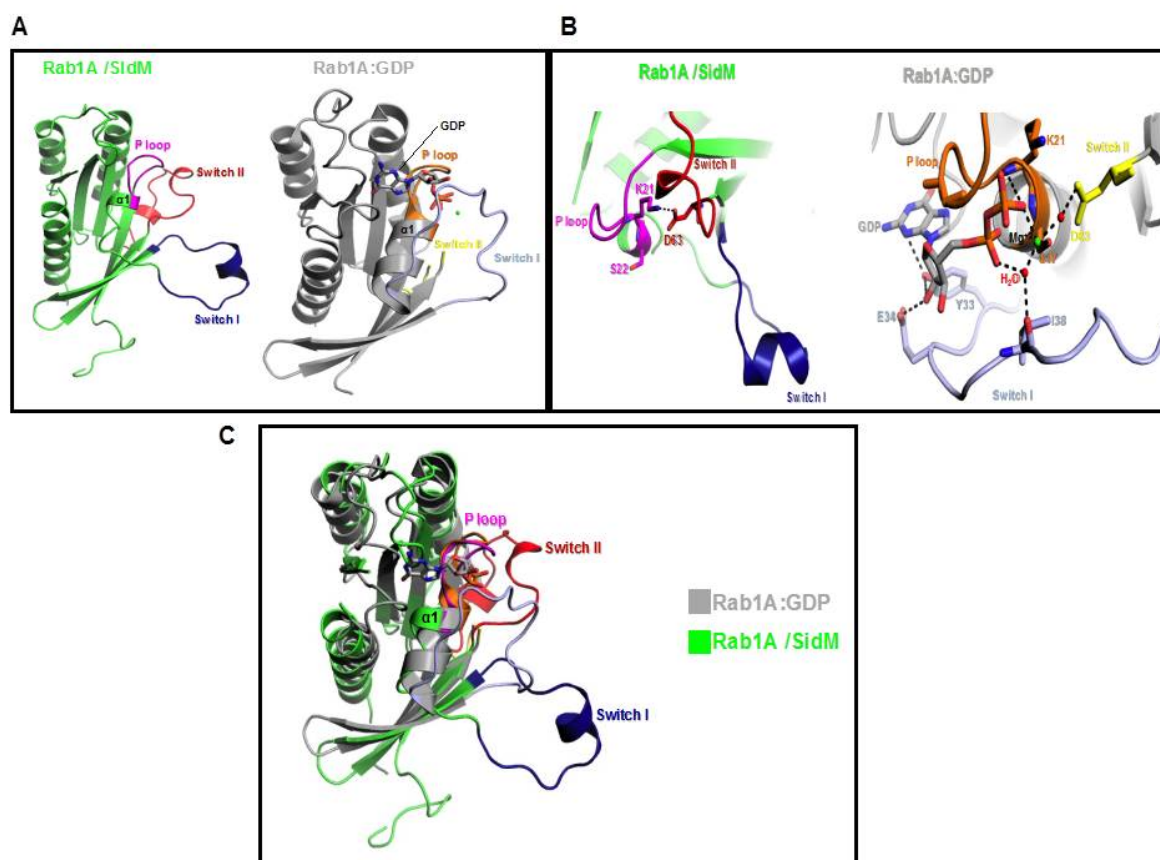 A
Rab1A /SidM
Rab1A:GDP
GDP
P loop
P loop
Switch II
α1
α1
Switch II
Switch I
Switch I
B
Rab1A /SidM
Rab1A:GDP
Switch II
K21
P loop
D63
S22
Switch I
K21
Switch II
P loop
GDP
D63
H₂O
Y33
E34
I38
Switch I
C
P loop
Switch II
α1
Rab1A:GDP
Rab1A /SidM
Switch I